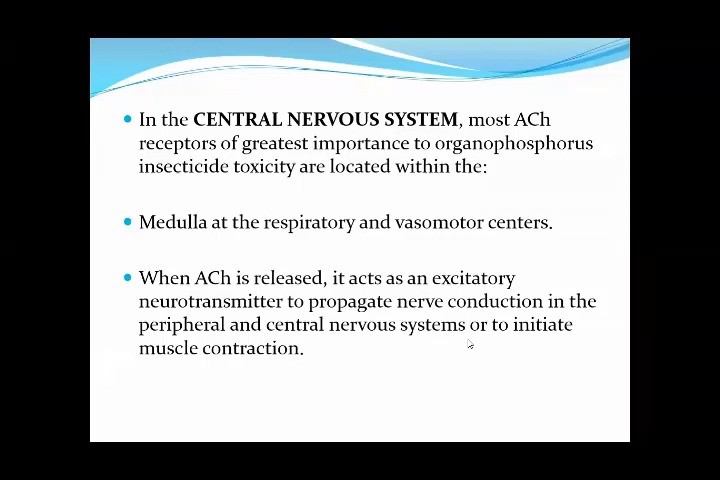 In the CENTRAL NERVOUS SYSTEM, most ACh
receptors of greatest importance to organophosphorus
insecticide toxicity are located within the:
Medulla at the respiratory and vasomotor centers.
When ACh is released, it acts as an excitatory
neurotransmitter to propagate nerve conduction in the
peripheral and central nervous systems or to initiate
muscle contraction.